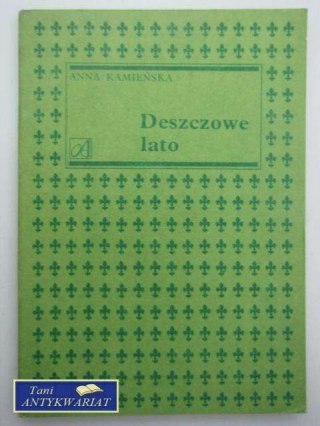 ANNA KAMIEŃSKA
Deszczowe
lato
Tani
ANTYKWARIAT